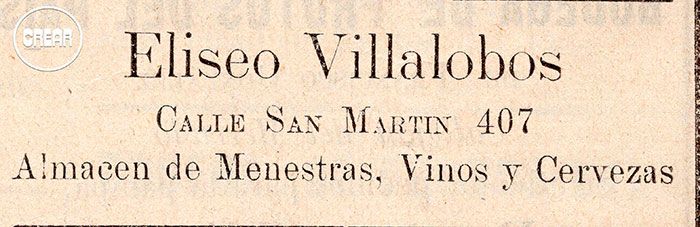 CREAR
Eliseo Villalobos
CALLE SAN MARTIN 407
Almacen de Menestras, Vinos y Cervezas